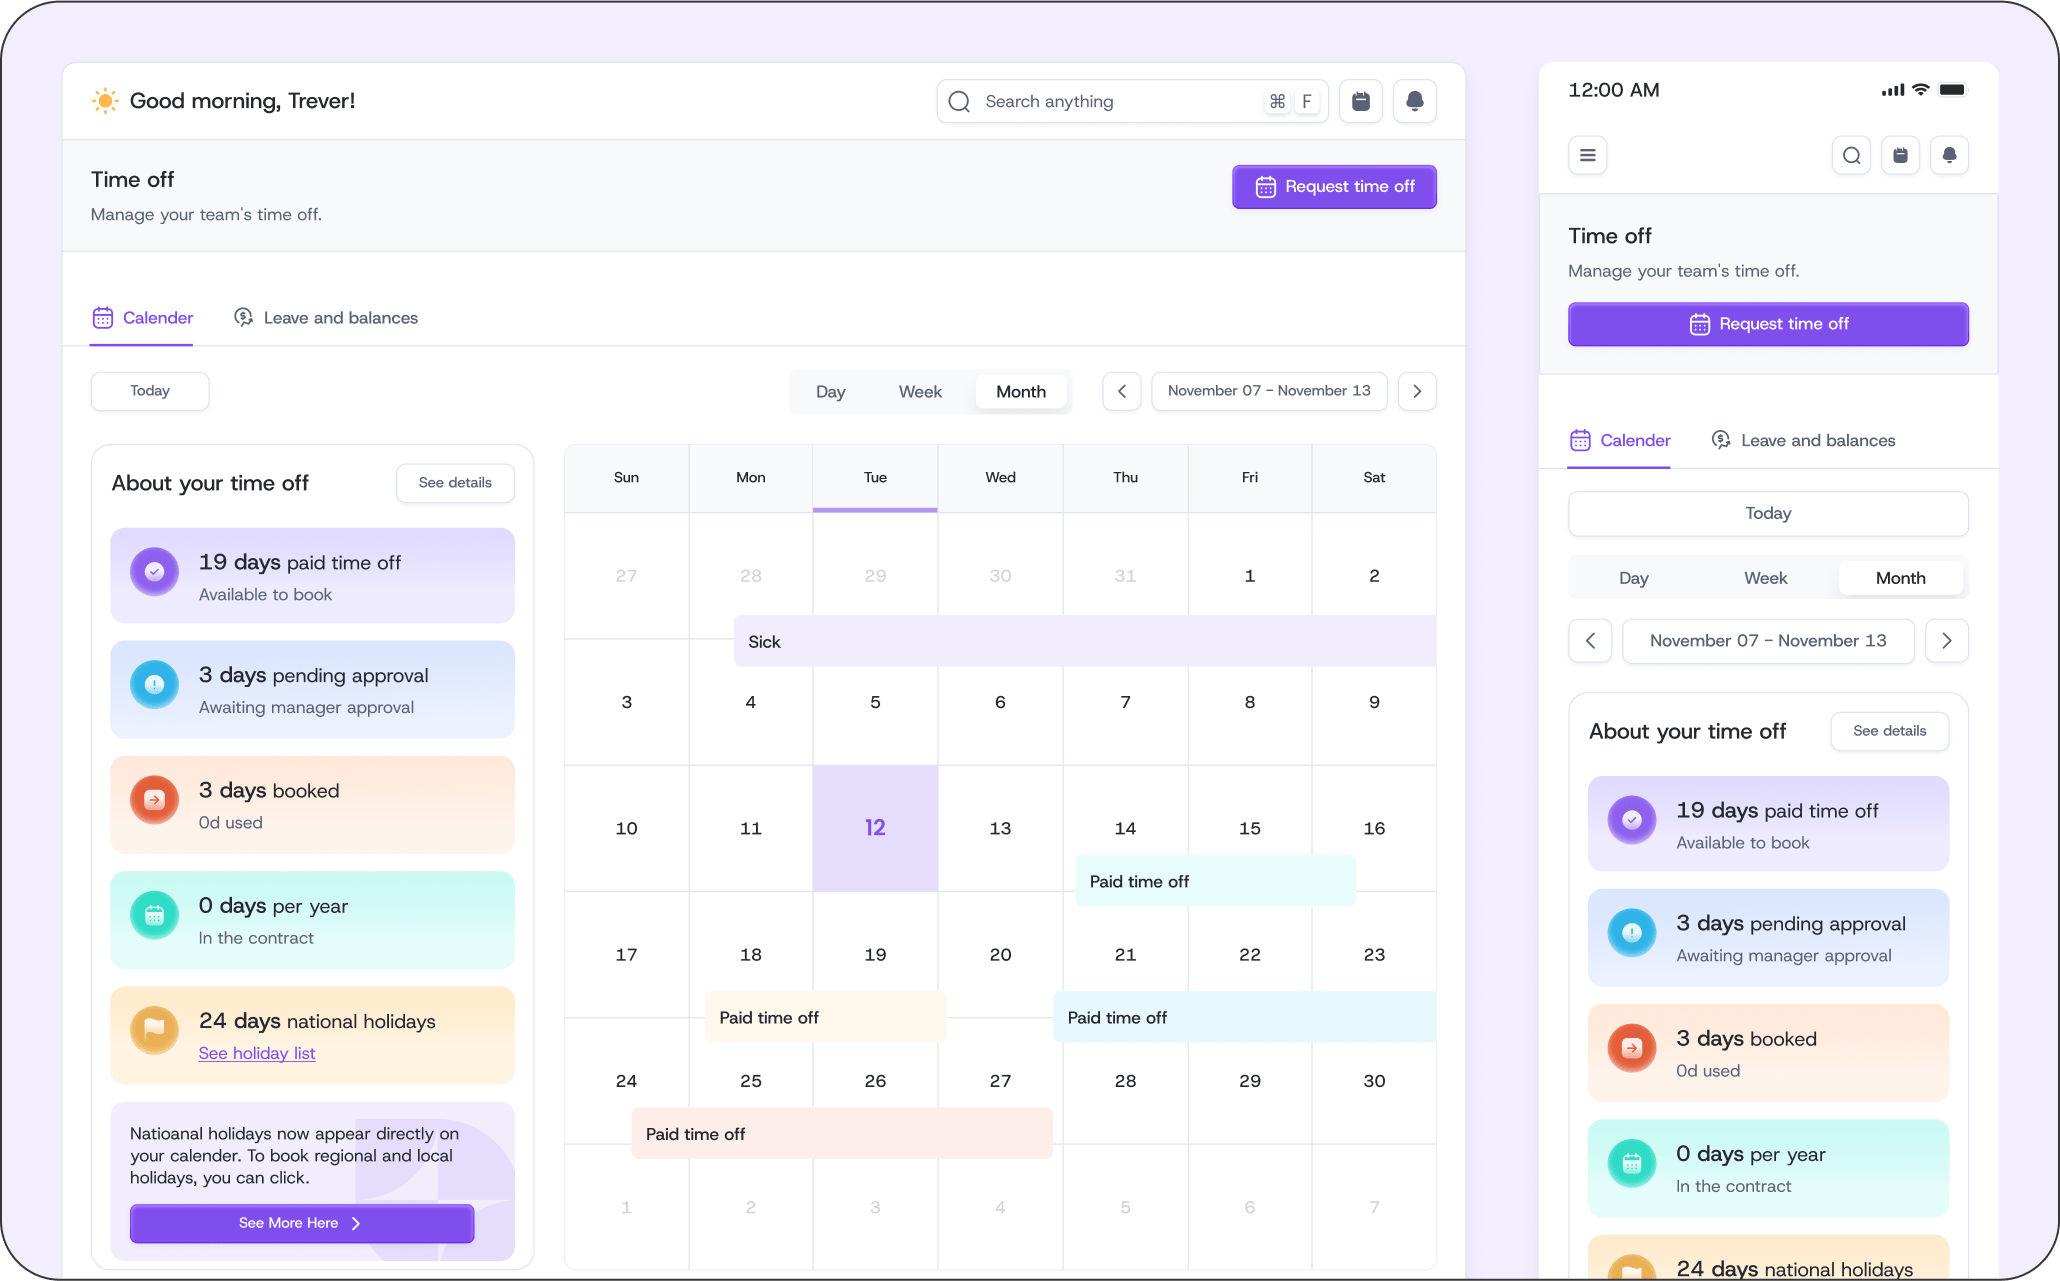 Good morning, Trever!
Search anything
⌘ F
Time off
Manage your team's time off.
Request time off
Calender
Leave and balances
Today
Day Week Month
November 07 - November 13
About your time off
See details
19 days paid time off
Available to book
3 days pending approval
Awaiting manager approval
3 days booked
0d used
0 days per year
In the contract
24 days national holidays
See holiday list
Natioanal holidays now appear directly on
your calender. To book regional and local
holidays, you can click.
See More Here
Sun Mon Tue Wed Thu Fri Sat
27 28 29 30 31 1 2
Sick
3 4 5 6 7 8 9
10 11 12 13 14 15 16
Paid time off
17 18 19 20 21 22 23
Paid time off Paid time off
24 25 26 27 28 29 30
Paid time off
1 2 3 4 5 6 7
12:00 AM
Time off
Manage your team's time off.
Request time off
Calender
Leave and balances
Today
Day Week Month
November 07 - November 13
About your time off
See details
19 days paid time off
Available to book
3 days pending approval
Awaiting manager approval
3 days booked
0d used
0 days per year
In the contract
24 days national holidays